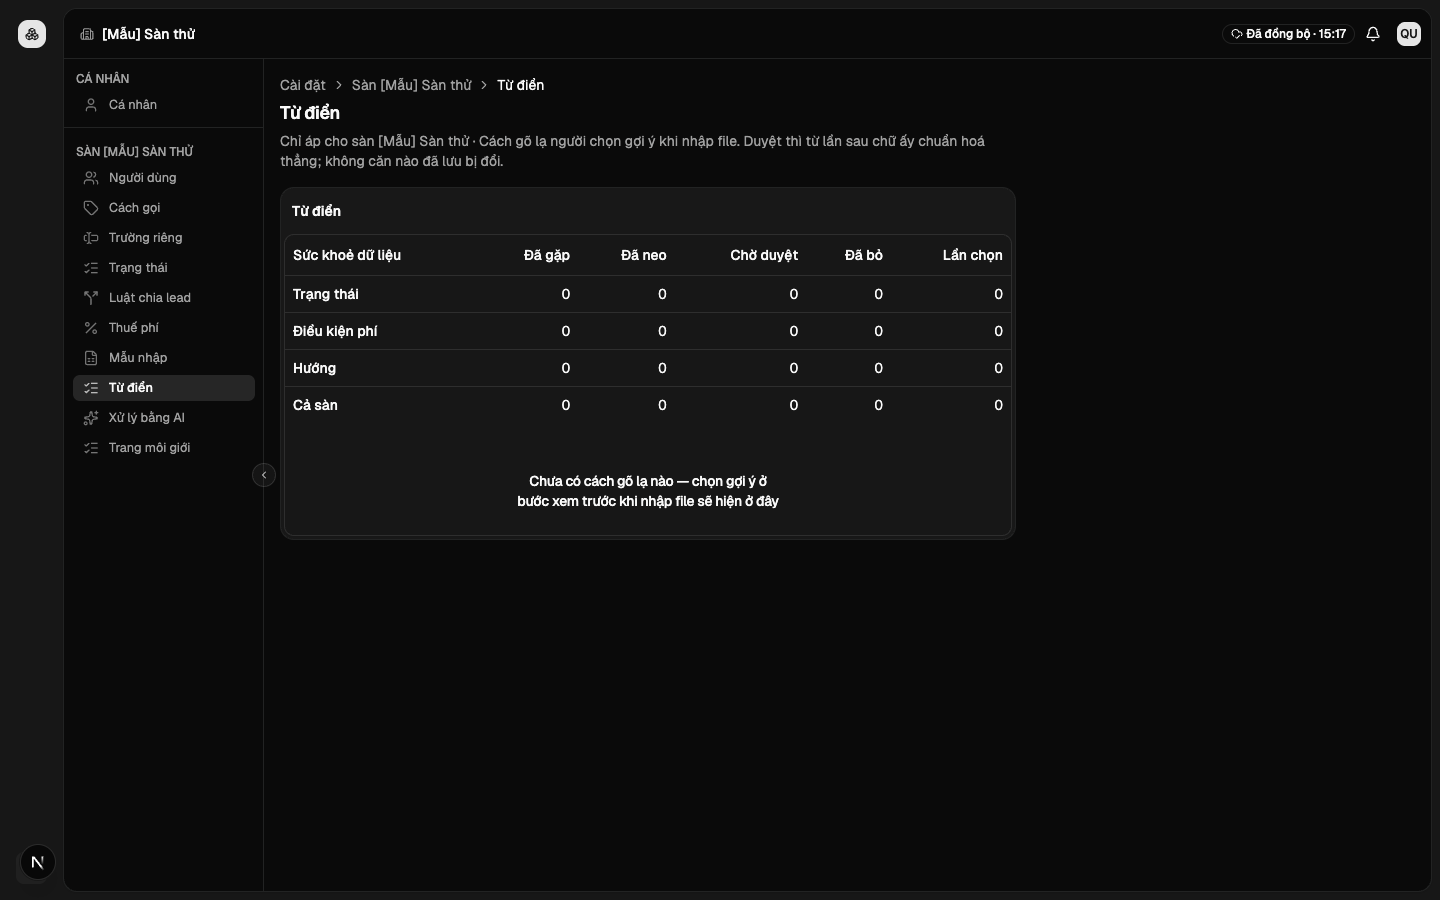 [Mẫu] Sàn thử
Đã đồng bộ · 15:17
QU
CÁ NHÂN
Cá nhân
SÀN [MẪU] SÀN THỬ
Người dùng
Cách gọi
Trường riêng
Trạng thái
Luật chia lead
Thuế phí
Mẫu nhập
Từ điển
Xử lý bằng AI
Trang môi giới
Cài đặt > Sàn [Mẫu] Sàn thử > Từ điển
Từ điển
Chỉ áp cho sàn [Mẫu] Sàn thử · Cách gõ lạ người chọn gợi ý khi nhập file. Duyệt thì từ lần sau chữ ấy chuẩn hoá
thẳng; không căn nào đã lưu bị đổi.
Từ điển
Sức khoẻ dữ liệu Đã gặp Đã neo Chờ duyệt Đã bỏ Lần chọn
Trạng thái 0 0 0 0 0
Điều kiện phí 0 0 0 0 0
Hướng 0 0 0 0 0
Cả sàn 0 0 0 0 0
Chưa có cách gõ lạ nào — chọn gợi ý ở
bước xem trước khi nhập file sẽ hiện ở đây
N